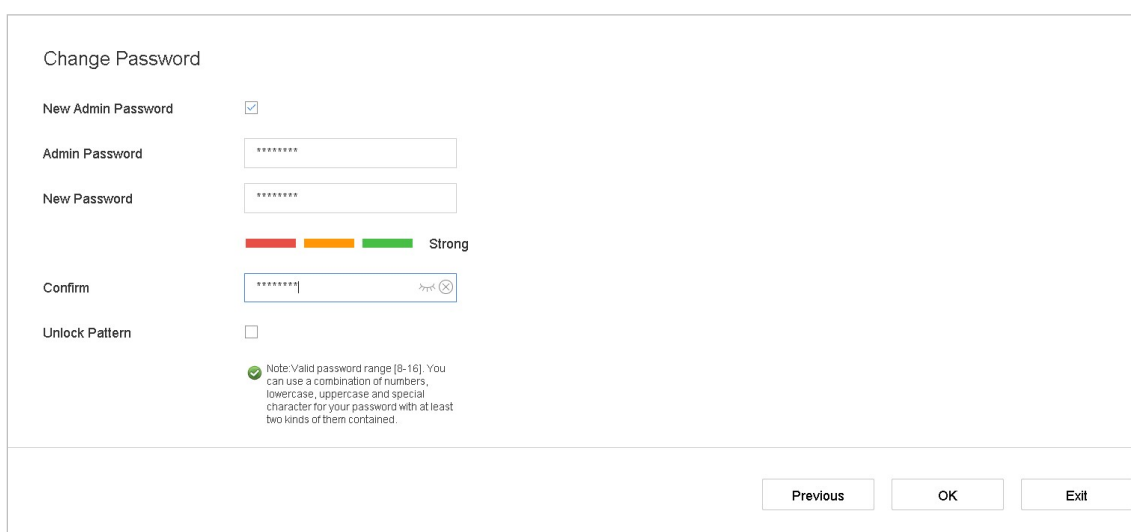 Change Password
New Admin Password
Admin Password
********
New Password
********
Strong
Confirm
********
Unlock Pattern
Note:Valid password range [8-16]. You
can use a combination of numbers,
lowercase, uppercase and special
character for your password with at least
two kinds of them contained.
Previous
OK
Exit